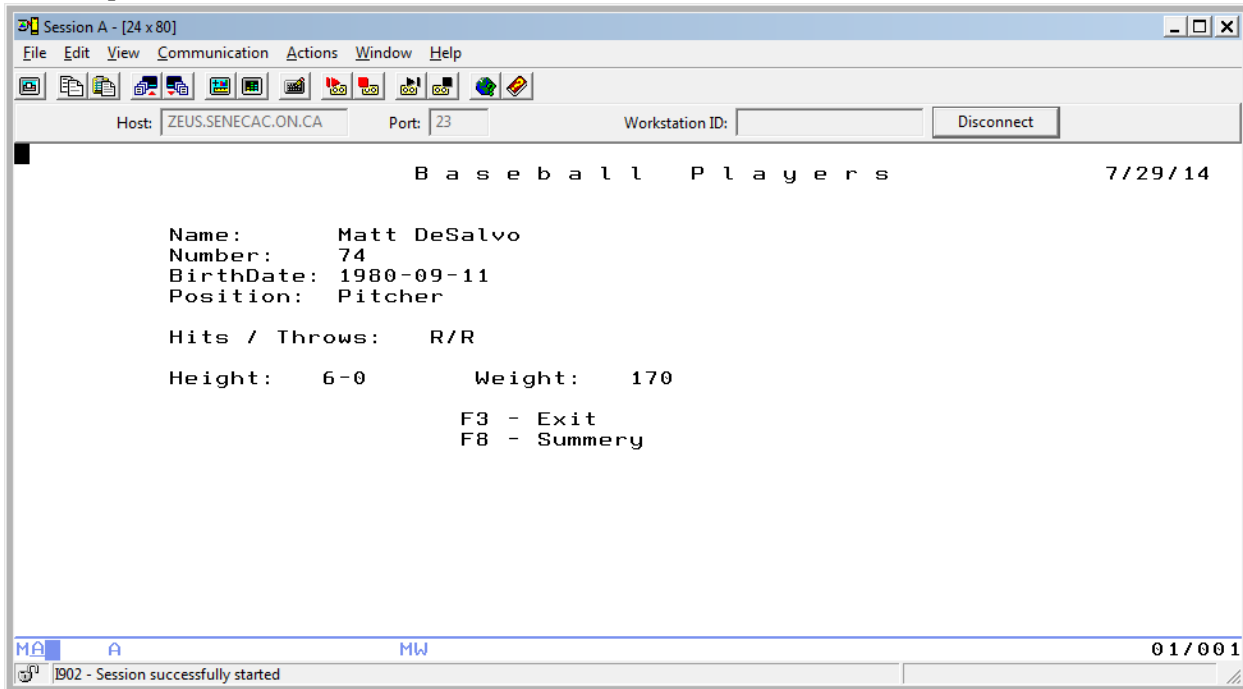 Session A - [24 x 80]
File Edit View Communication Actions Window Help
Host: ZEUS.SENECAC.ON.CA Port: 23 Workstation ID: Disconnect
B a s e b a l l   P l a y e r s 7/29/14
Name: Matt DeSalvo
Number: 74
BirthDate: 1980-09-11
Position: Pitcher
Hits / Throws: R/R
Height: 6-0 Weight: 170
F3 - Exit
F8 - Summery
MA A MW 01/001
I902 - Session successfully started